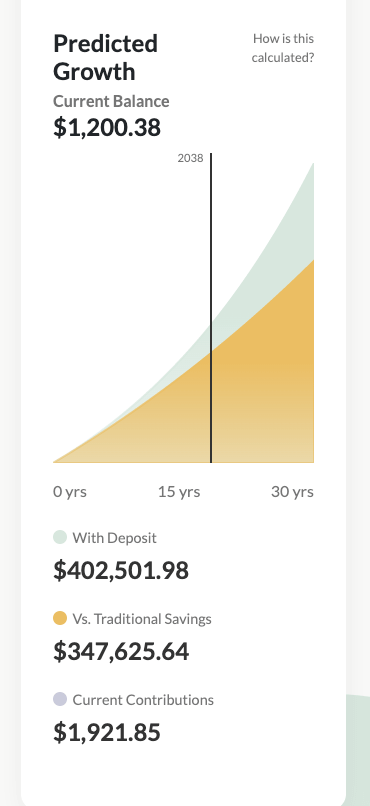 Predicted
Growth
How is this
calculated?
Current Balance
$1,200.38
2038
0 yrs 15 yrs 30 yrs
With Deposit
$402,501.98
Vs. Traditional Savings
$347,625.64
Current Contributions
$1,921.85